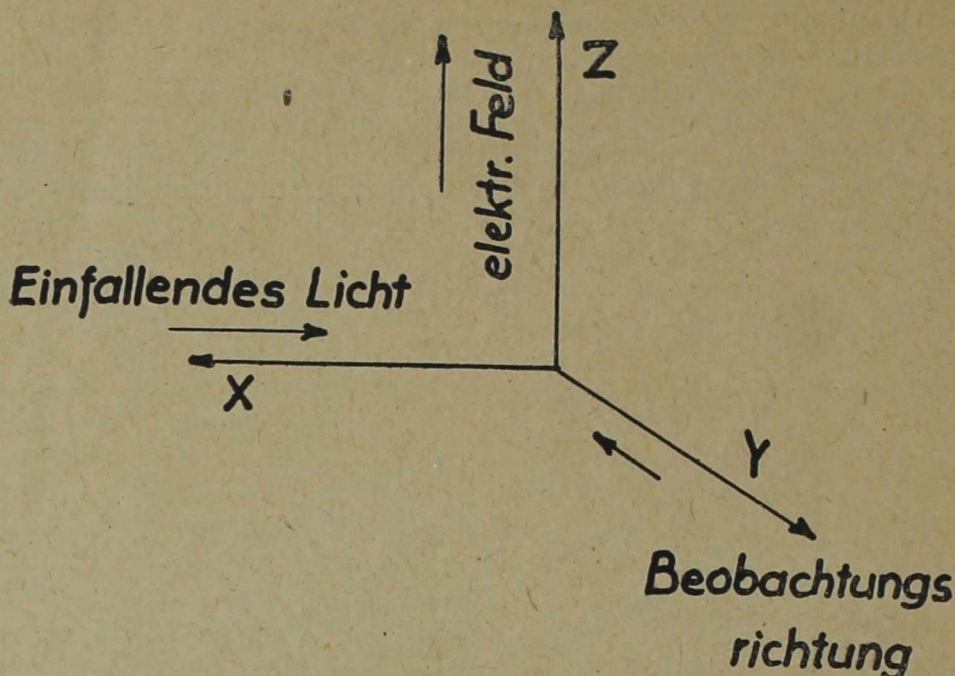 Z
elektr. Feld
Einfallendes Licht
X
Y
Beobachtungs
richtung